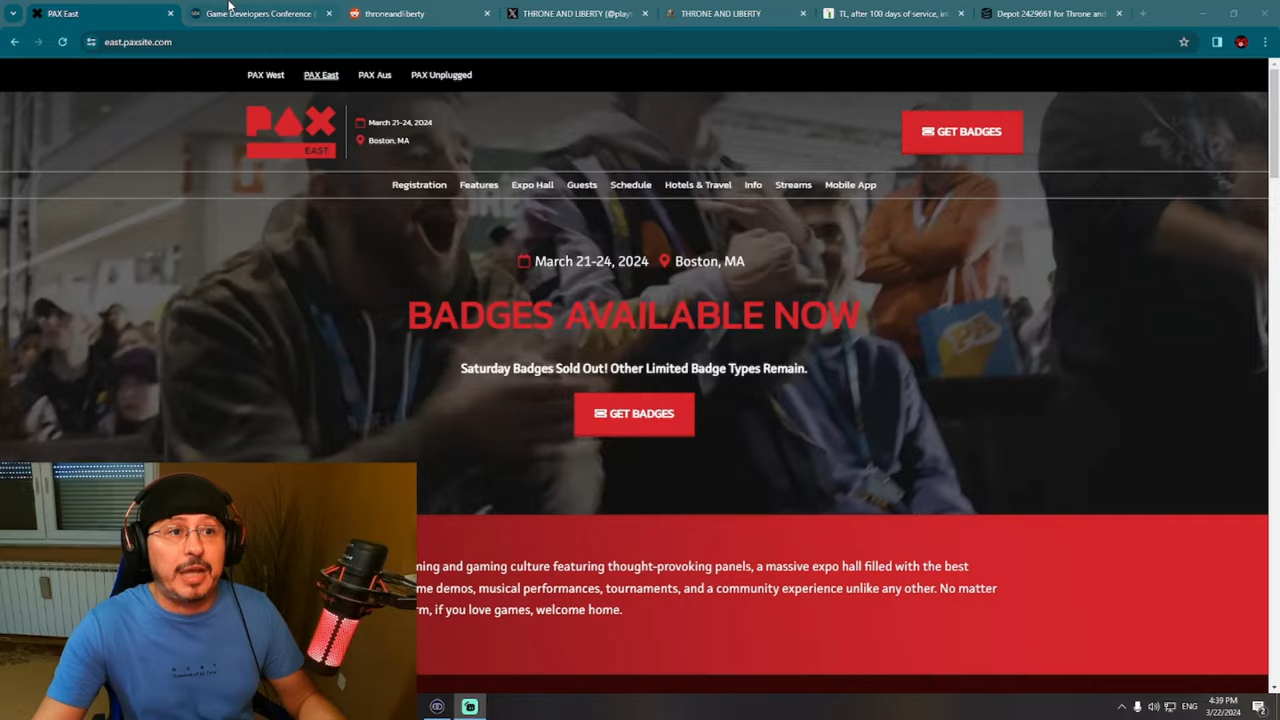 PAX East
Game Developers Conference (
throneandliberty
THRONE AND LIBERTY (@play
THRONE AND LIBERTY
TL, after 100 days of service, in
Depot 2429661 for Throne and
east.paxsite.com
PAX West
PAX East
PAX Aus
PAX Unplugged
PAX
EAST
March 21-24, 2024
Boston, MA
GET BADGES
Registration
Features
Expo Hall
Guests
Schedule
Hotels & Travel
Info
Streams
Mobile App
March 21-24, 2024
Boston, MA
BADGES AVAILABLE NOW
Saturday Badges Sold Out! Other Limited Badge Types Remain.
GET BADGES
ning and gaming culture featuring thought-provoking panels, a massive expo hall filled with the best
me demos, musical performances, tournaments, and a community experience unlike any other. No matter
rm, if you love games, welcome home.
ENG
4:39 PM
3/22/2024